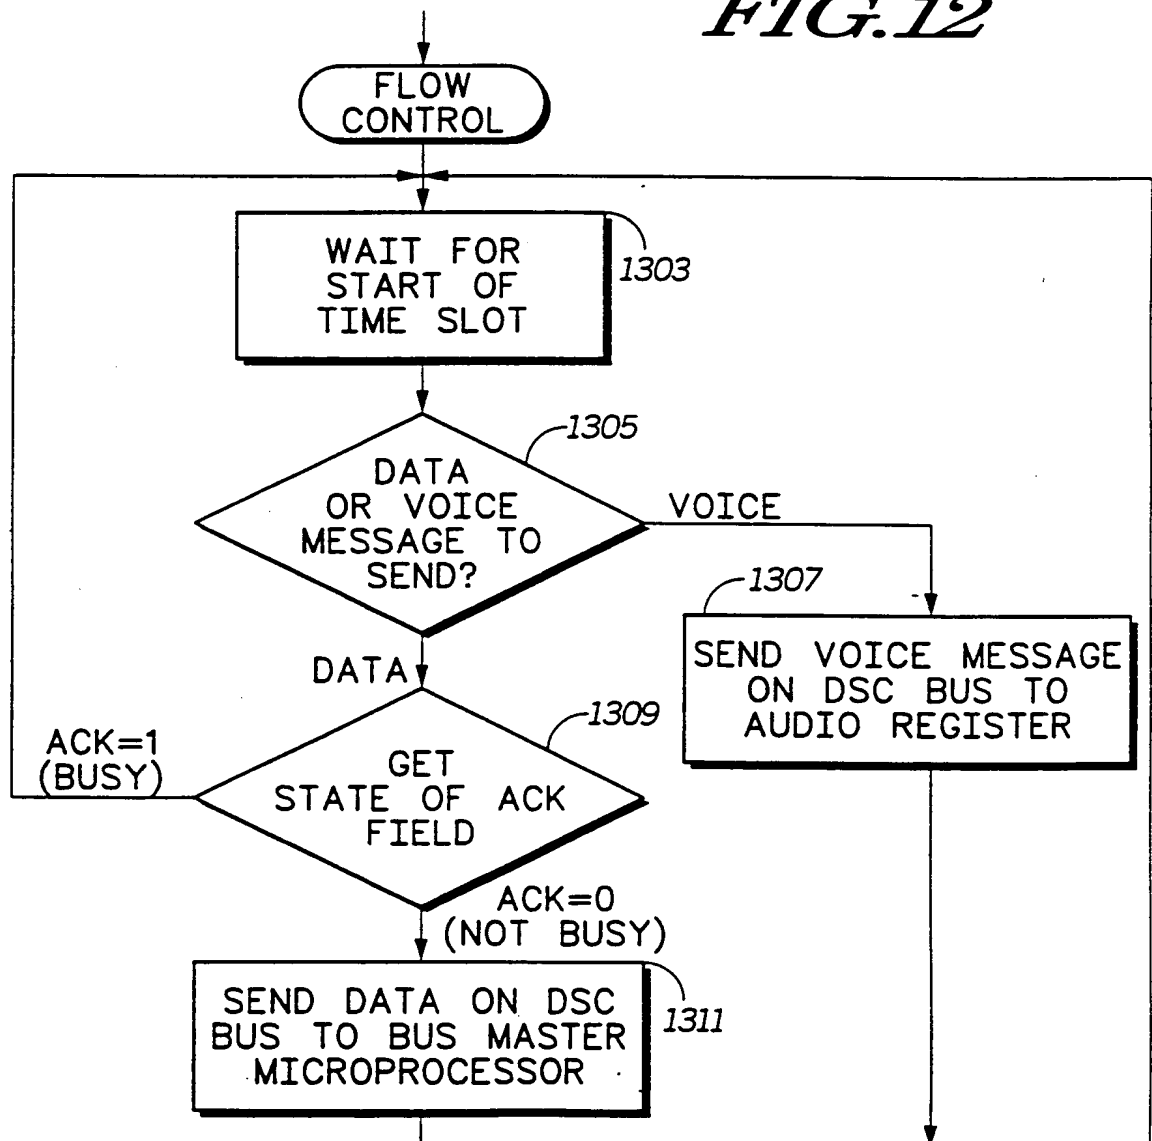 FIG.12
FLOW
CONTROL
WAIT FOR
START OF
TIME SLOT
1303
DATA
OR VOICE
MESSAGE TO
SEND?
1305
VOICE
1307
SEND VOICE MESSAGE
ON DSC BUS TO
AUDIO REGISTER
DATA
GET
STATE OF ACK
FIELD
1309
ACK=1
(BUSY)
ACK=0
(NOT BUSY)
SEND DATA ON DSC
BUS TO BUS MASTER
MICROPROCESSOR
1311